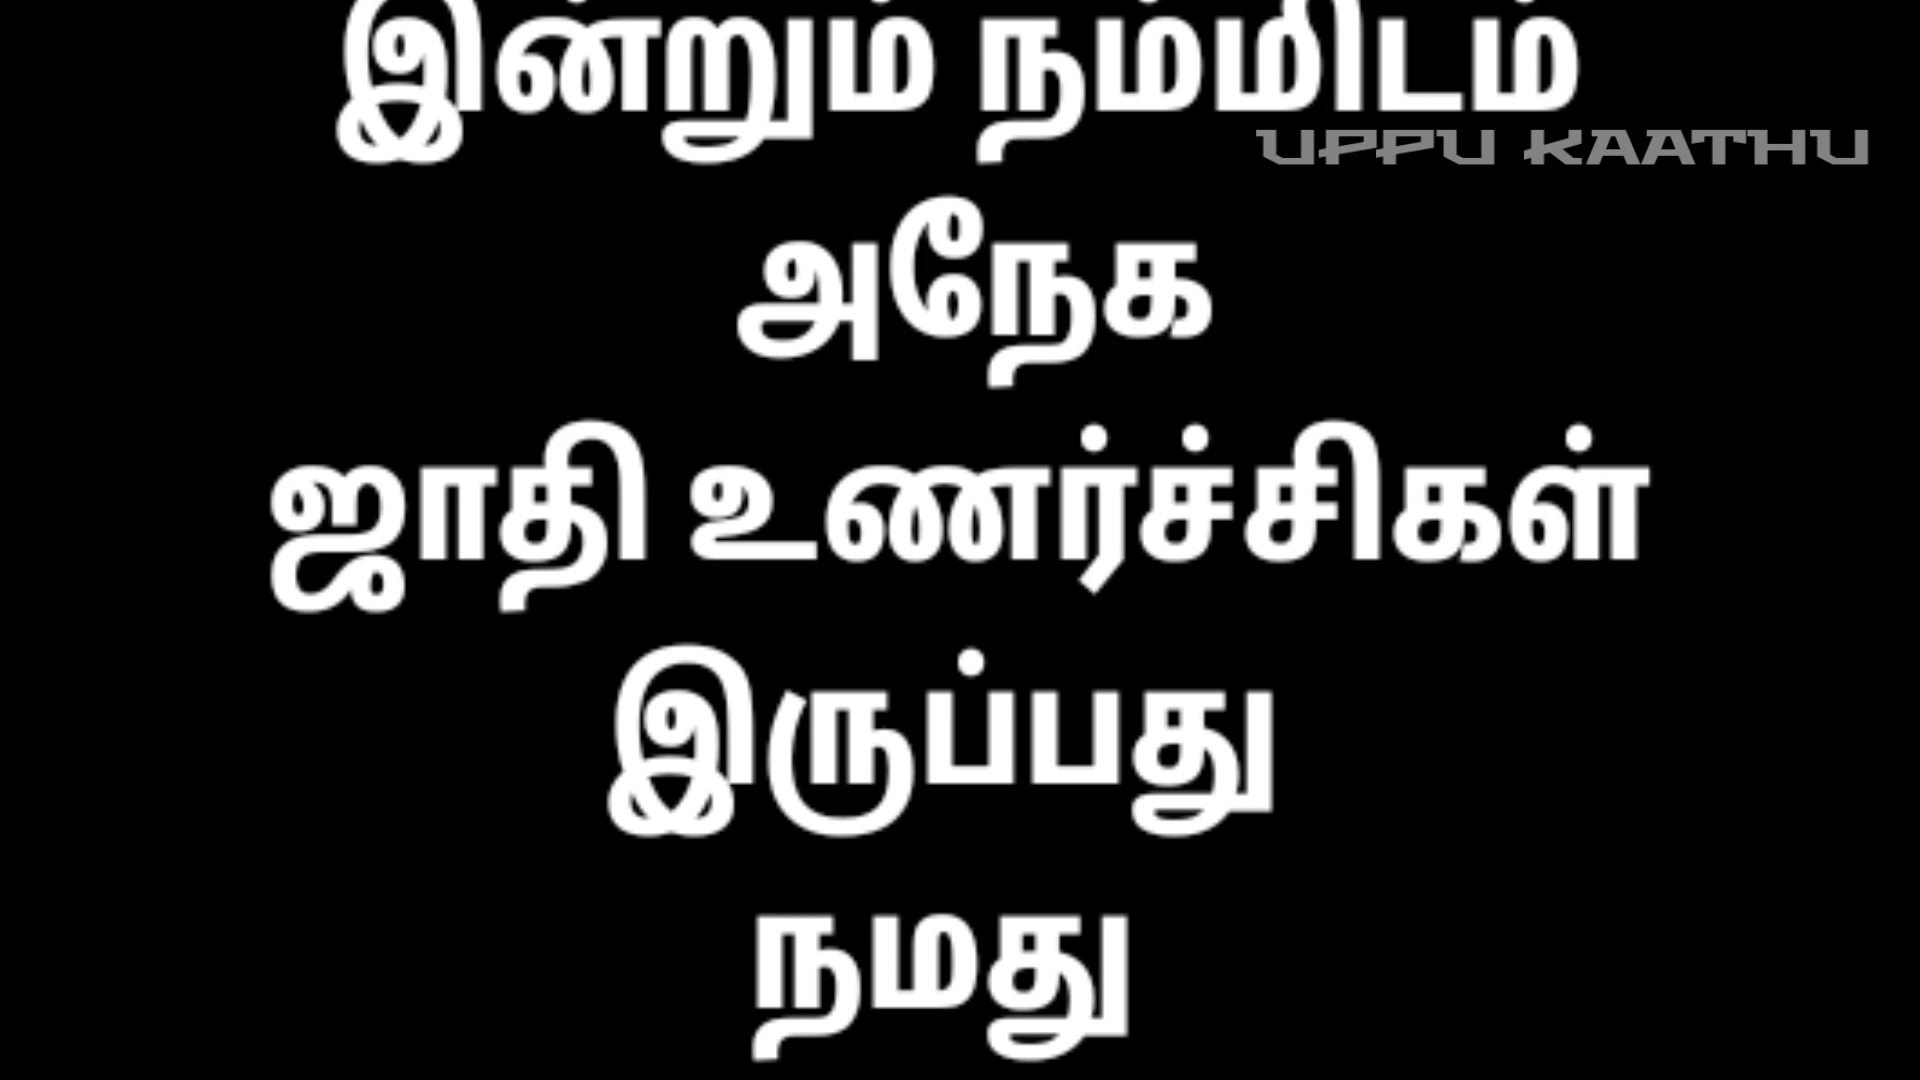 இன்றும் நம்மிடம்
UPPU KAATHU
அநேக
ஜாதி உணர்ச்சிகள்
இருப்பது
நமது